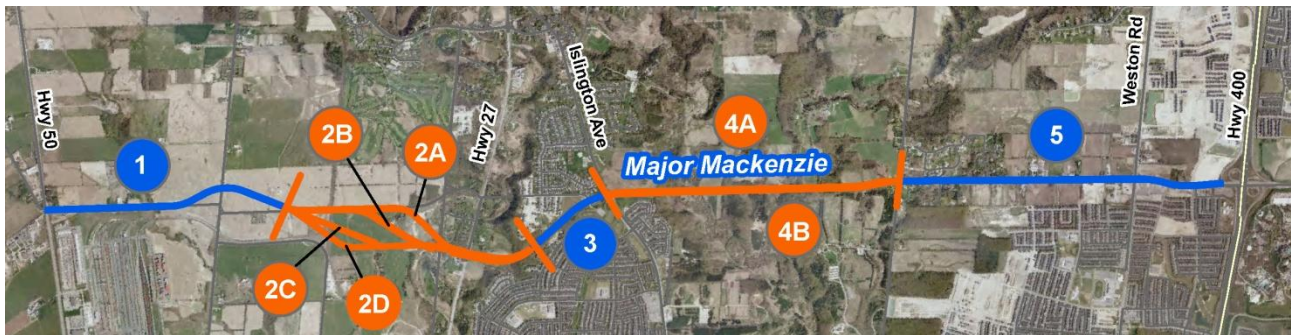 Hwy 50
1
2B
2A
Hwy 27
Islington Ave
4A
Major Mackenzie
5
Weston Rd
Hwy 400
2C
2D
3
4B